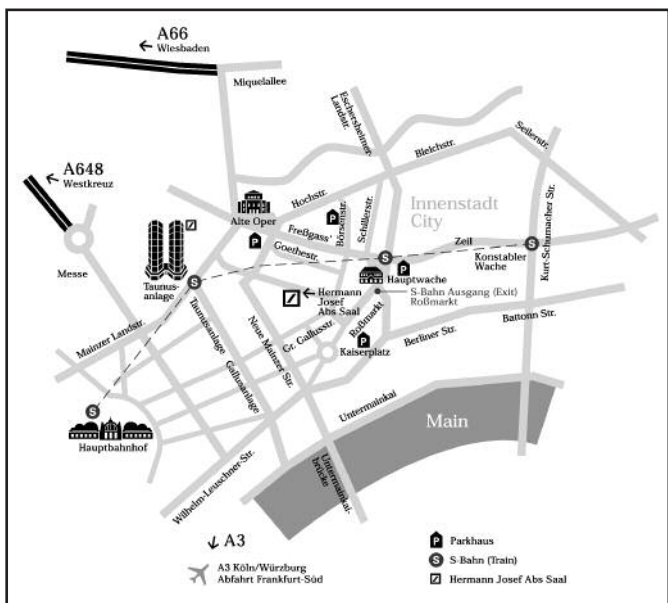 A66
Wiesbaden
Miquelallee
Eschersheimer-
Landstr.
Seilerstr.
Bleichstr.
A648
Westkreuz
Hochstr.
Alte Oper
P
Freßgass'
Börsenstr.
P
Schillerstr.
Innenstadt
City
Kurt-Schumacher Str.
Goethestr.
Zeil
S
Konstabler
Wache
S
P
Hauptwache
Messe
Taunus-
anlage
S
Hermann
Josef
Abs Saal
S-Bahn Ausgang (Exit)
Roßmarkt
Mainzer Landstr.
Taunusanlage
Gallusanlage
Neue Mainzer Str.
Gr. Gallusstr.
Roßmarkt
P
Kaiserplatz
Berliner Str.
Battonn Str.
S
Hauptbahnhof
Untermainkai
Main
Wilhelm-Leuschner-Str.
Untermainkai-
brücke
A3
A3 Köln/Würzburg
Abfahrt Frankfurt-Süd
P Parkhaus
S S-Bahn (Train)
Hermann Josef Abs Saal